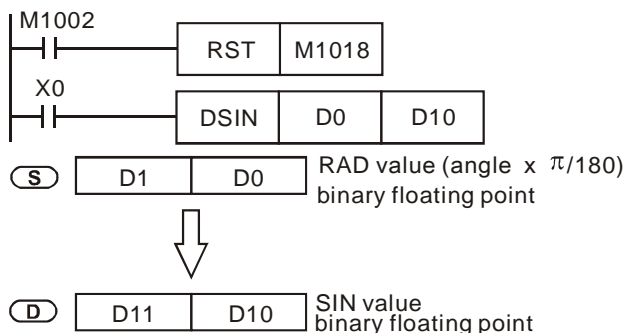 M1002
RST M1018
X0
DSIN D0 D10
S D1 D0 RAD value (angle x π/180)
binary floating point
D D11 D10 SIN value
binary floating point